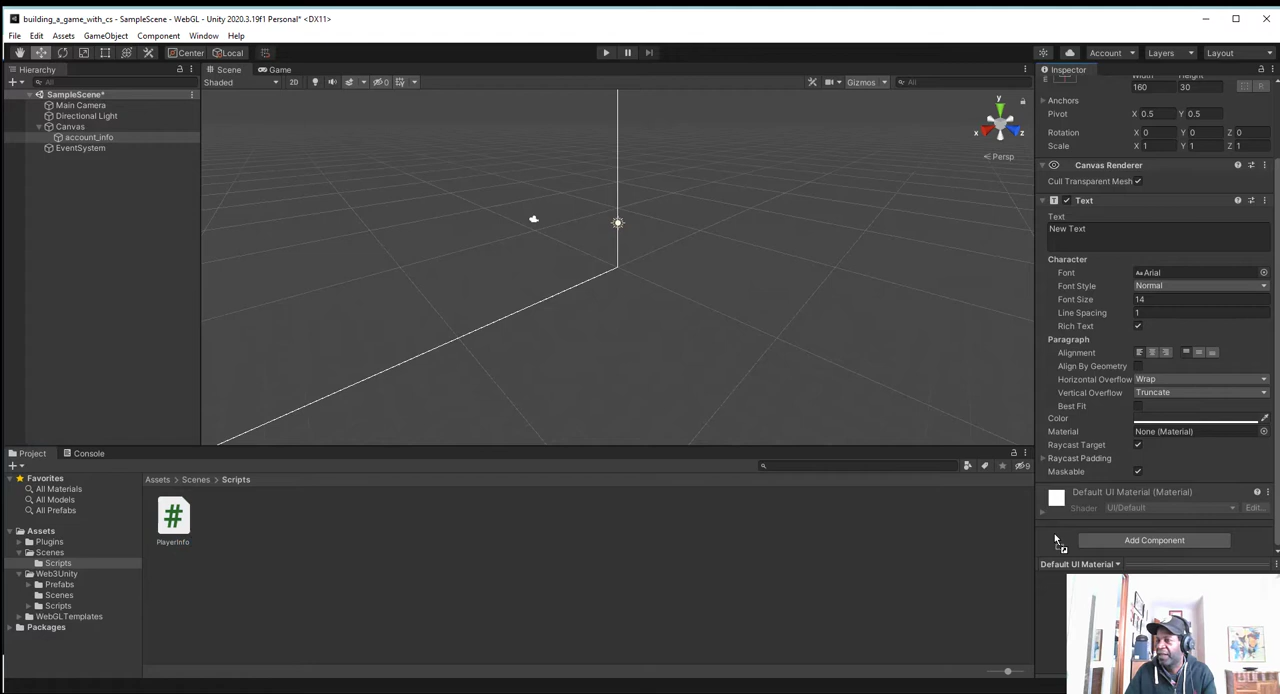 building_a_game_with_cs - SampleScene - WebGL - Unity 2020.3.19f1 Personal* <DX11>
File Edit Assets GameObject Component Window Help
Center Local Account Layers Layout
Hierarchy Scene Game Inspector
All Shaded 2D Gizmos All
Width Height
160 30
SampleScene*
Main Camera
Directional Light
Canvas
account_info
EventSystem
y
x z
Persp
Anchors
Pivot X 0.5 Y 0.5
Rotation X 0 Y 0 Z 0
Scale X 1 Y 1 Z 1
Canvas Renderer
Cull Transparent Mesh
Text
Text
New Text
Character
Font Arial
Font Style Normal
Font Size 14
Line Spacing 1
Rich Text
Paragraph
Alignment
Align By Geometry
Horizontal Overflow Wrap
Vertical Overflow Truncate
Best Fit
Color
Material None (Material)
Raycast Target
Raycast Padding
Maskable
Default UI Material (Material)
Shader UI/Default Edit...
Add Component
Default UI Material
Project Console
9
Favorites
All Materials
All Models
All Prefabs
Assets
Plugins
Scenes
Scripts
Web3Unity
Prefabs
Scenes
Scripts
WebGLTemplates
Packages
Assets Scenes Scripts
#
PlayerInfo